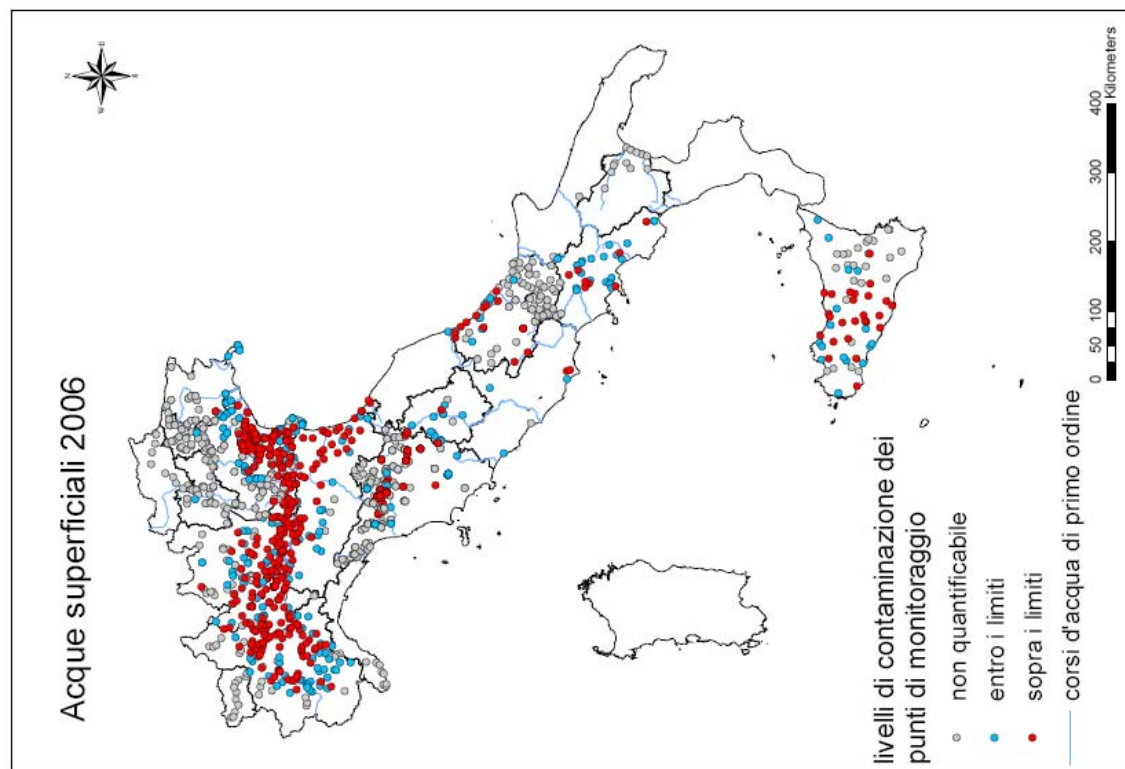 Acque superficiali 2006
N
W
E
S
livelli di contaminazione dei
punti di monitoraggio
non quantificabile
entro i limiti
sopra i limiti
corsi d'acqua di primo ordine
0 50 100 200 300 400
Kilometers